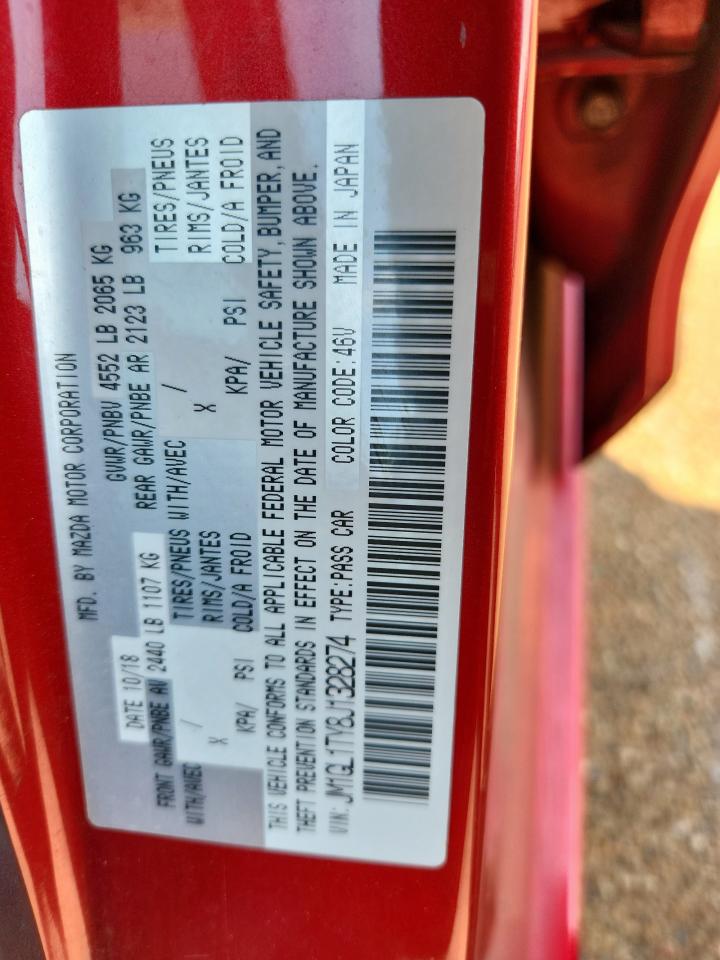 MFD. BY MAZDA MOTOR CORPORATION
DATE 10/18 GVWR/PNBV 4552 LB 2065 KG
FRONT GAWR/PNBE AV 2440 LB 1107 KG REAR GAWR/PNBE AR 2123 LB 963 KG
WITH/AVEC TIRES/PNEUS WITH/AVEC TIRES/PNEUS
X / RIMS/JANTES X / RIMS/JANTES
KPA/ PSI COLD/A FROID KPA/ PSI COLD/A FROID
THIS VEHICLE CONFORMS TO ALL APPLICABLE FEDERAL MOTOR VEHICLE SAFETY, BUMPER, AND
THEFT PREVENTION STANDARDS IN EFFECT ON THE DATE OF MANUFACTURE SHOWN ABOVE.
VIN: JM1GL1TY8J1328274 TYPE:PASS CAR COLOR CODE:46V MADE IN JAPAN